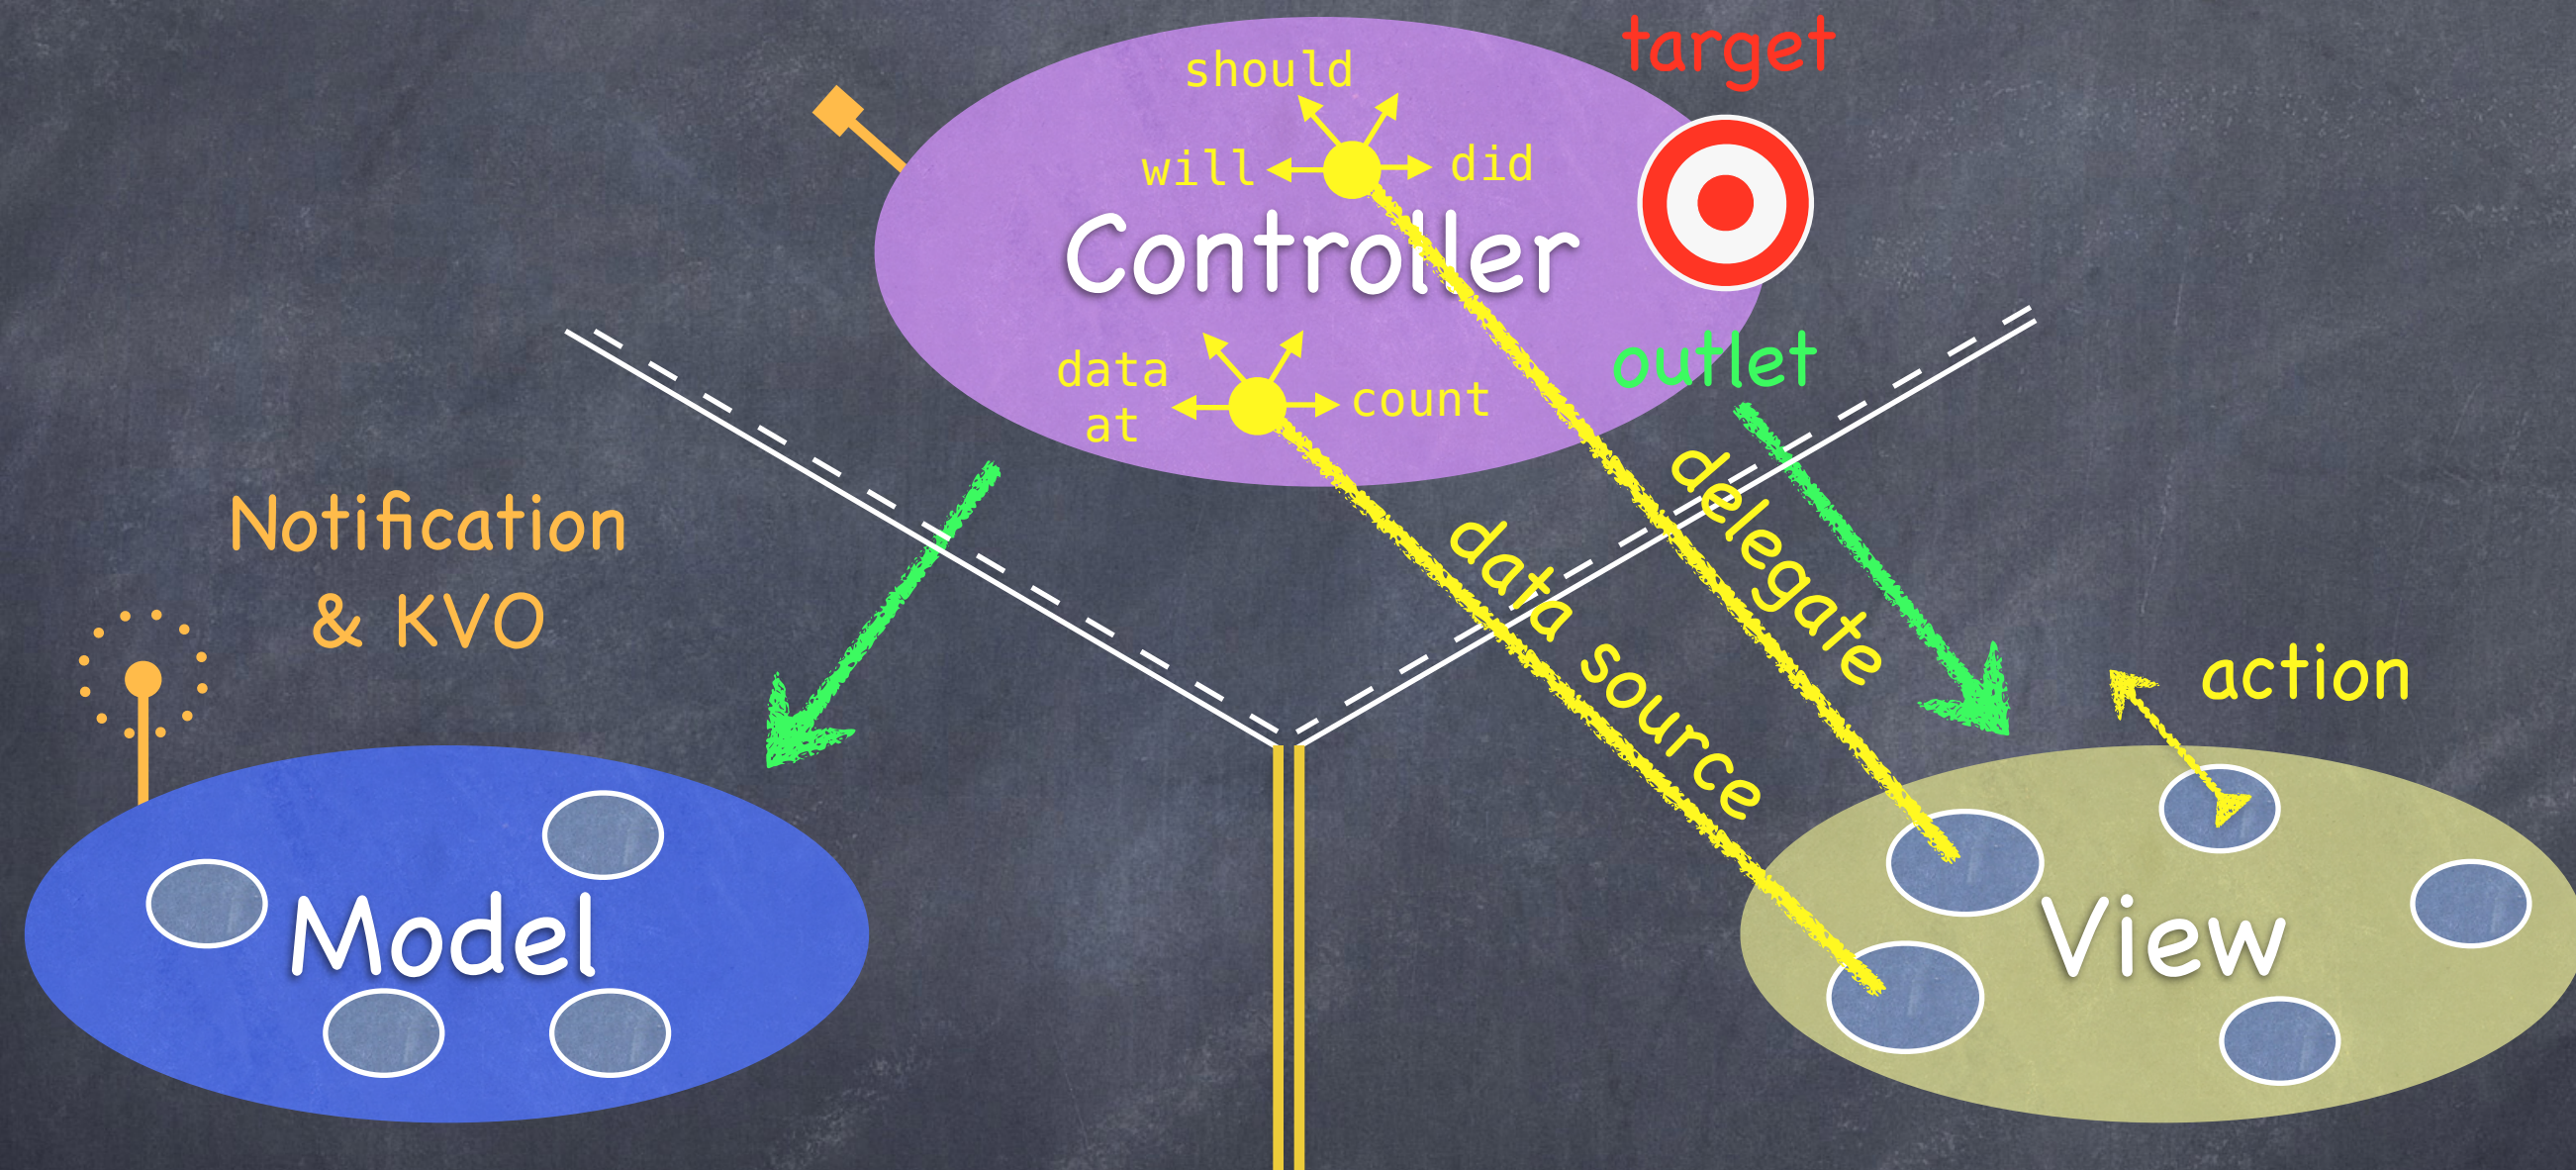 target
should
will
did
Controller
data
at
count
outlet
delegate
data source
Notification
& KVO
action
Model
View